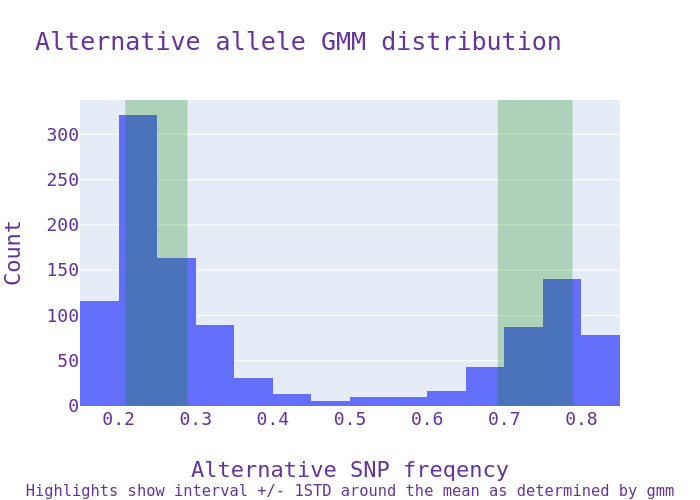 Alternative allele GMM distribution
Count
300
250
200
150
100
50
0
0.2 0.3 0.4 0.5 0.6 0.7 0.8
Alternative SNP freqency
Highlights show interval +/- 1STD around the mean as determined by gmm